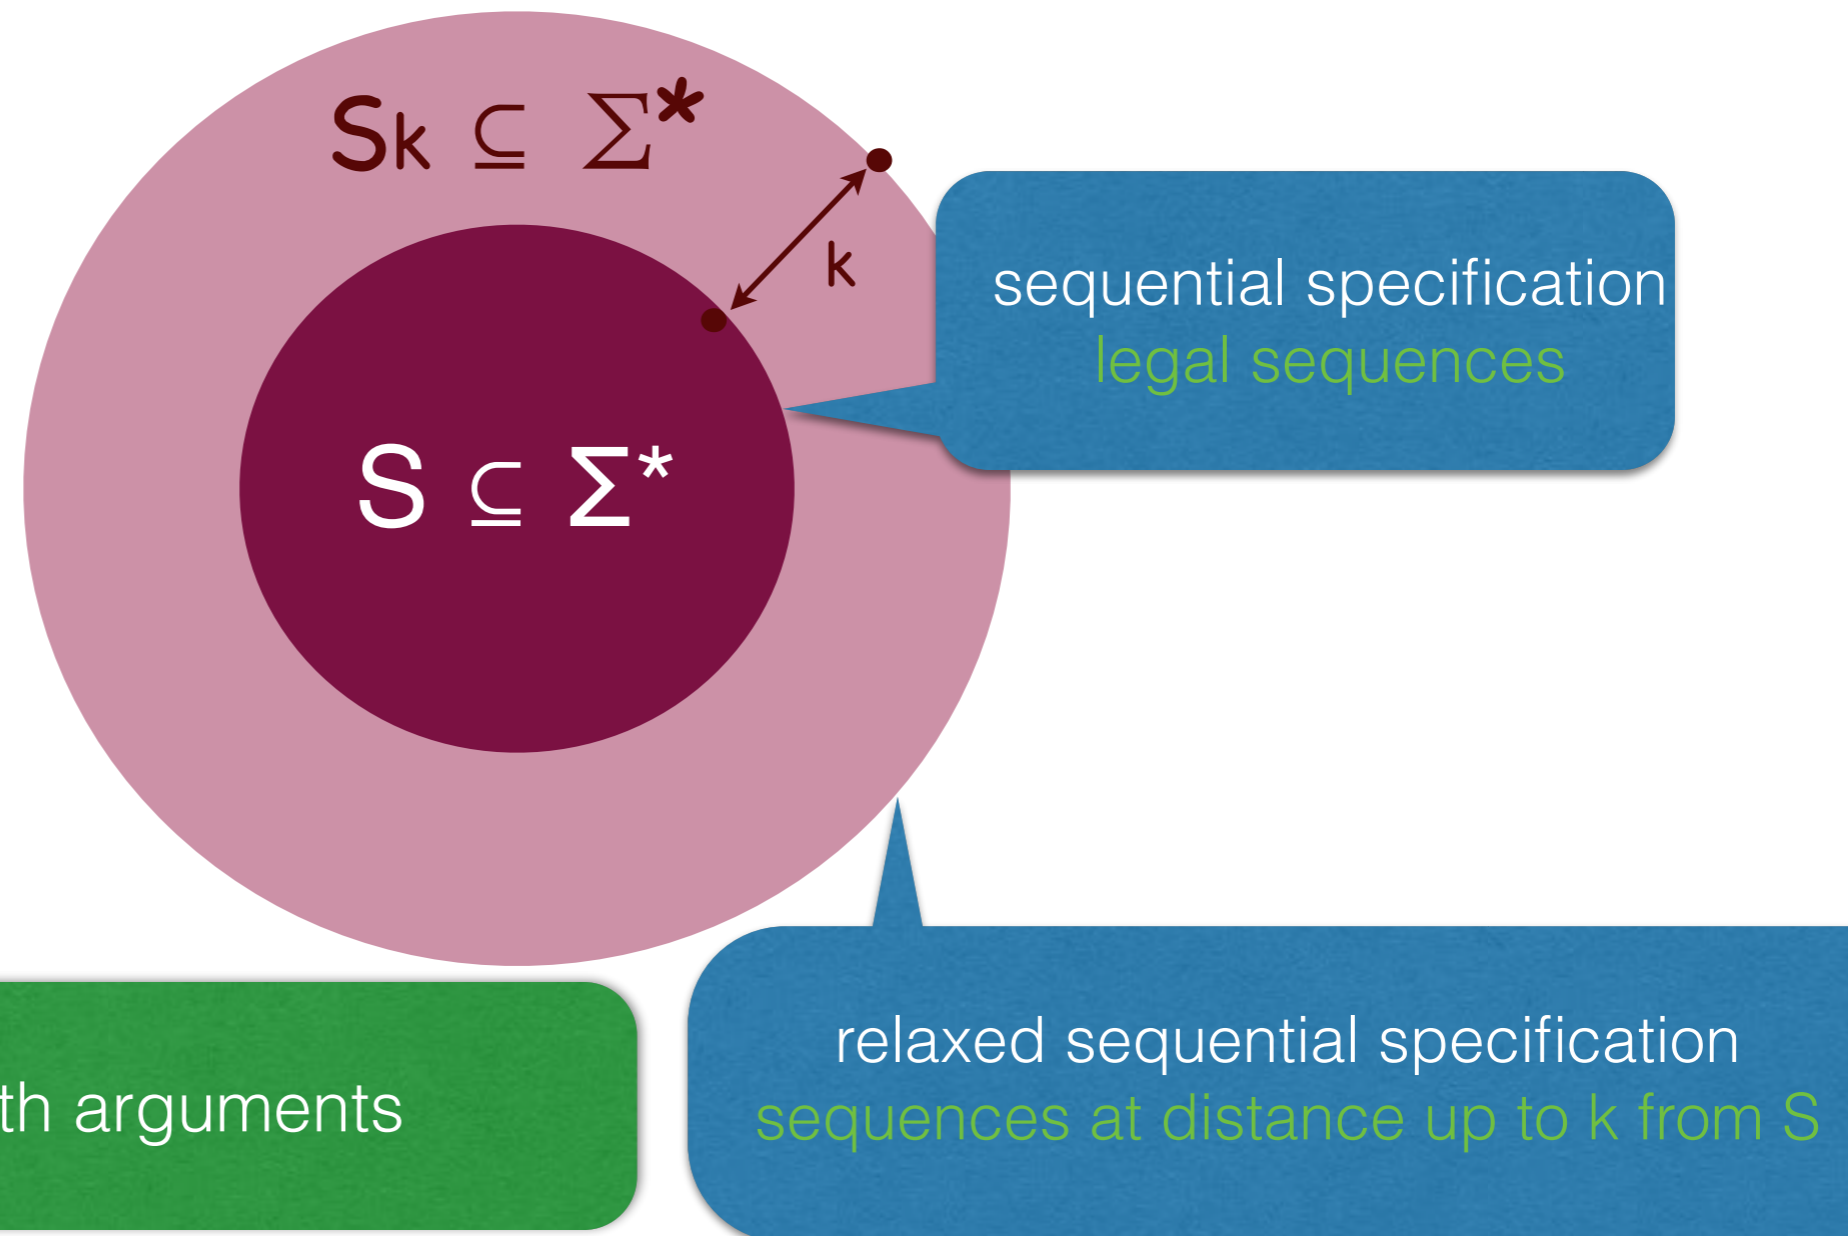 Sk ⊆ Σ*
k
sequential specification
legal sequences
S ⊆ Σ*
th arguments
relaxed sequential specification
sequences at distance up to k from S